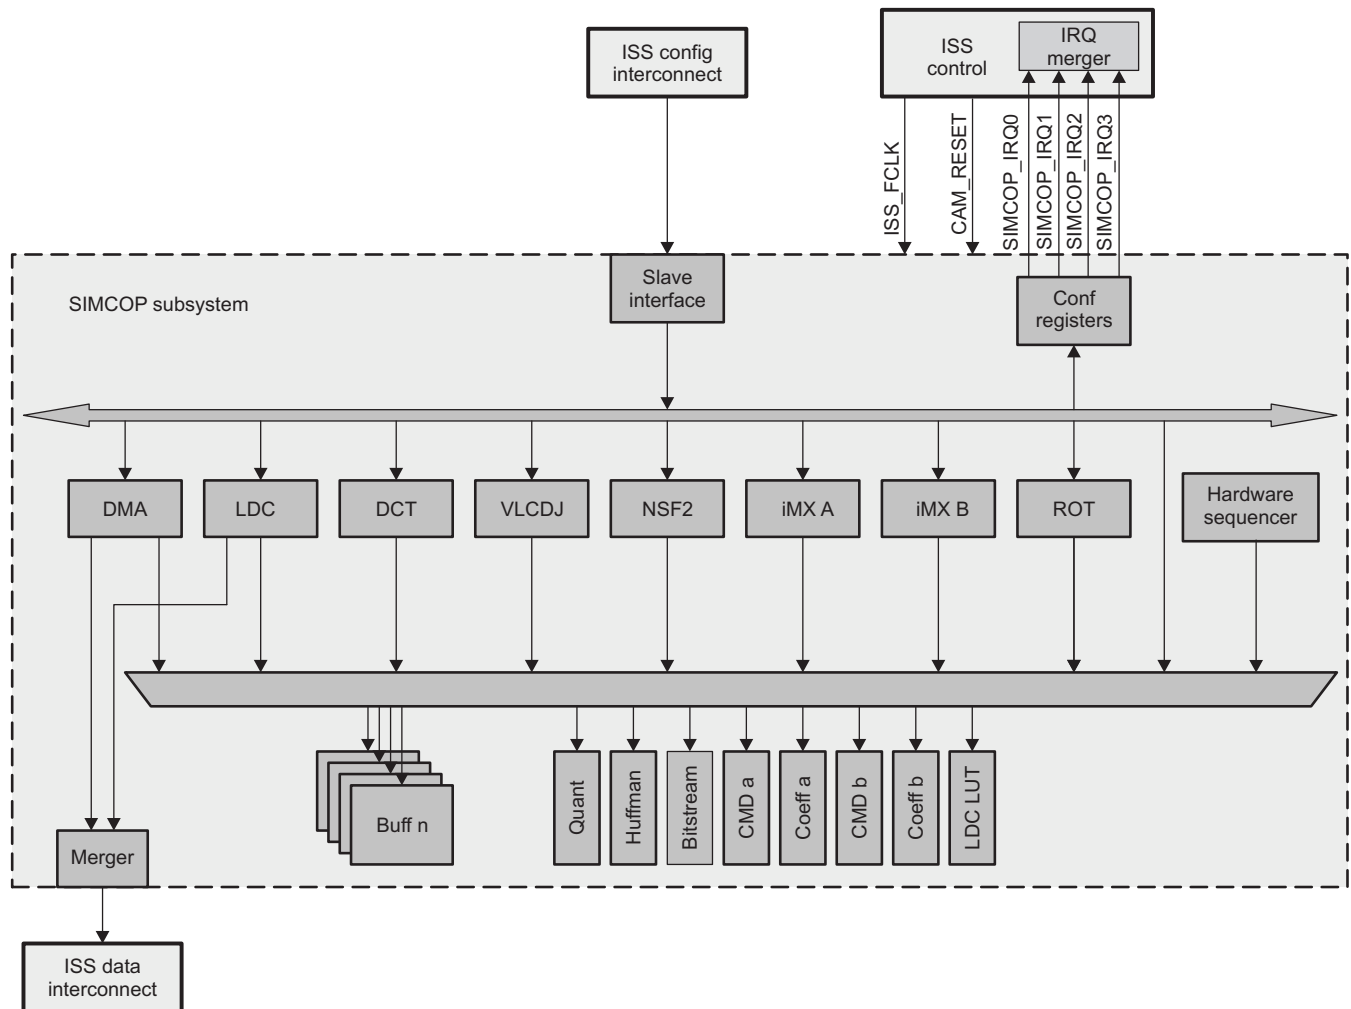 ISS config
interconnect
ISS
control
IRQ
merger
ISS_FCLK
CAM_RESET
SIMCOP_IRQ0
SIMCOP_IRQ1
SIMCOP_IRQ2
SIMCOP_IRQ3
SIMCOP subsystem
Slave
interface
Conf
registers
DMA
LDC
DCT
VLCDJ
NSF2
iMX A
iMX B
ROT
Hardware
sequencer
Buff n
Quant
Huffman
Bitstream
CMD a
Coeff a
CMD b
Coeff b
LDC LUT
Merger
ISS data
interconnect